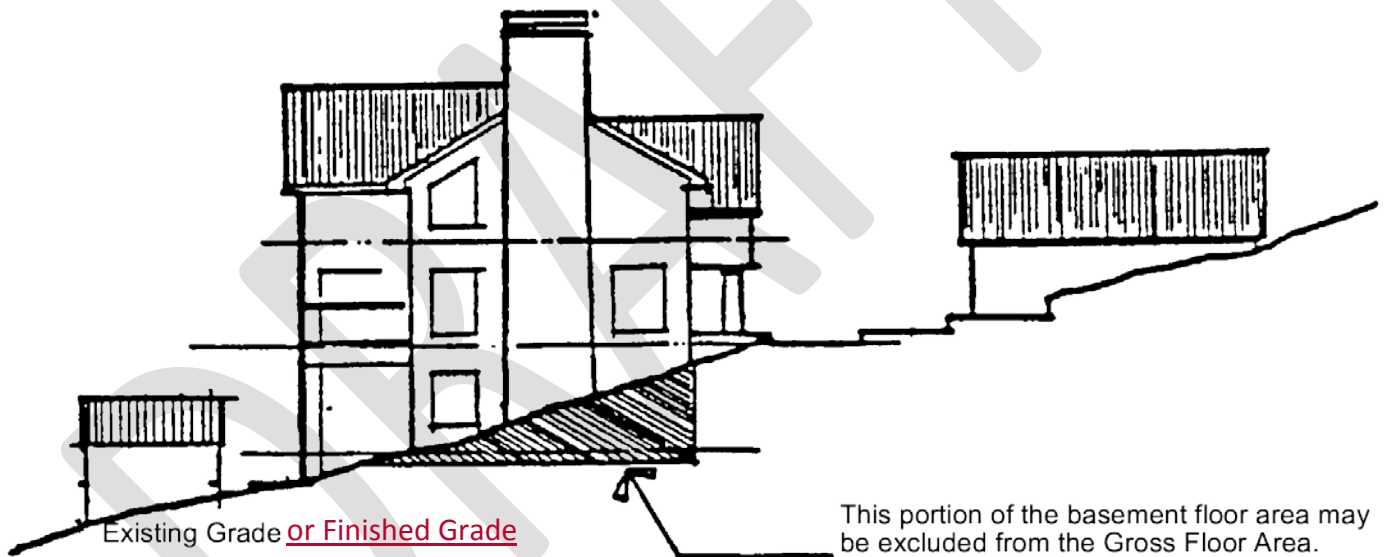 DRAFT
Existing Grade or Finished Grade
This portion of the basement floor area may
be excluded from the Gross Floor Area.